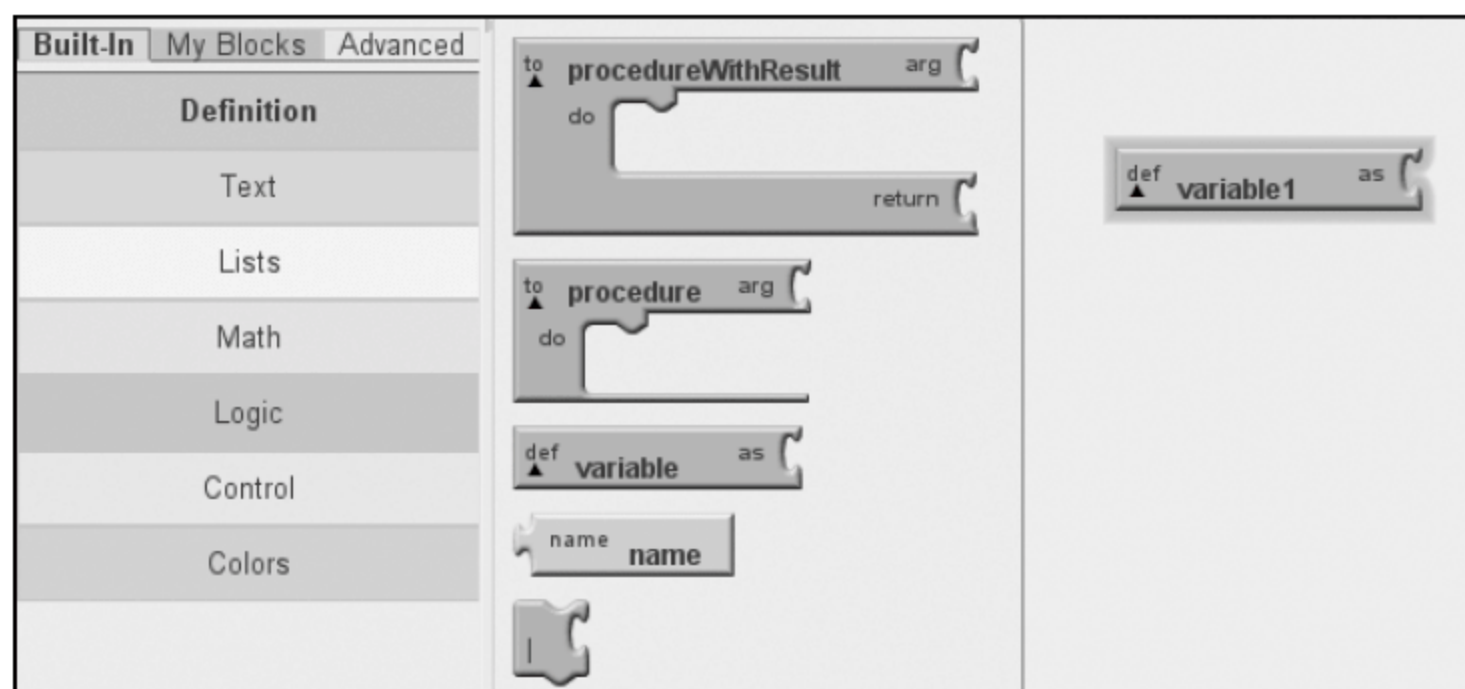 Built-In My Blocks Advanced
Definition
Text
Lists
Math
Logic
Control
Colors
to procedureWithResult arg
do
return
to procedure arg
do
def variable as
name name
def variable1 as